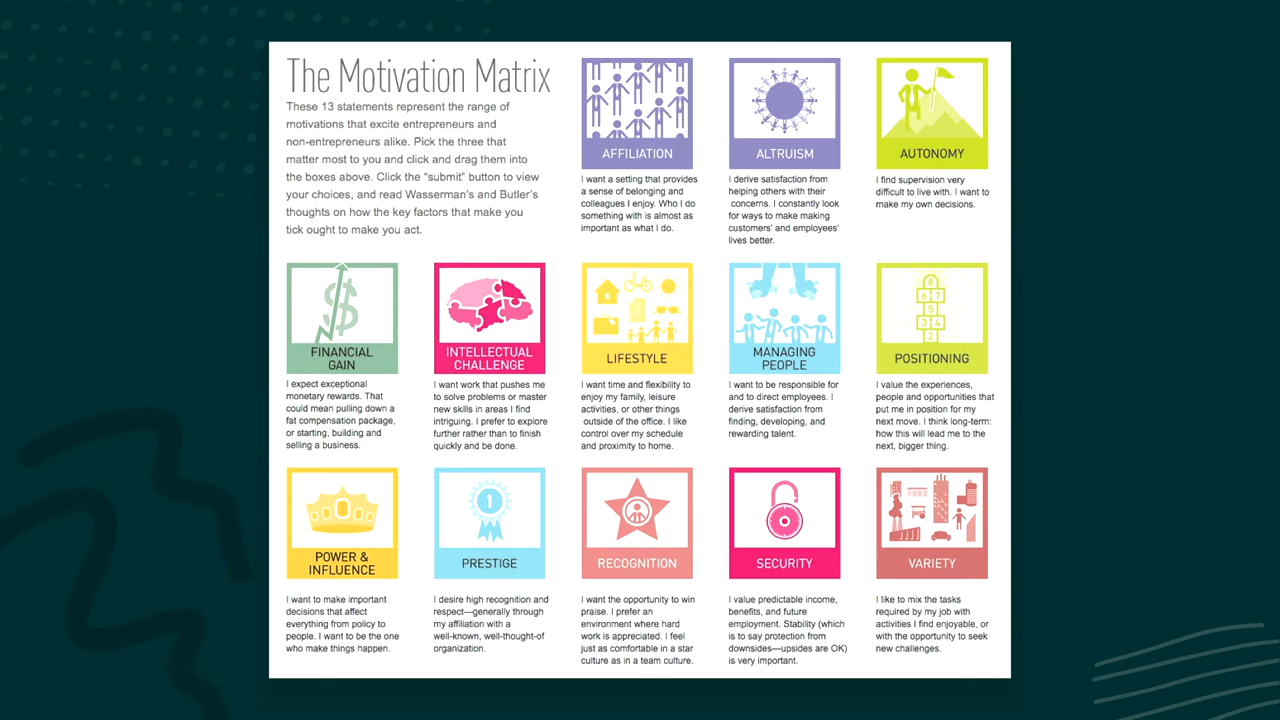 The Motivation Matrix
These 13 statements represent the range of
motivations that excite entrepreneurs and
non-entrepreneurs alike. Pick the three that
matter most to you and click and drag them into
the boxes above. Click the “submit” button to view
your choices, and read Wasserman’s and Butler’s
thoughts on how the key factors that make you
tick ought to make you act.
AFFILIATION
I want a setting that provides
a sense of belonging and
colleagues I enjoy. Who I do
something with is almost as
important as what I do.
ALTRUISM
I derive satisfaction from
helping others with their
concerns. I constantly look
for ways to make making
customers’ and employees’
lives better.
AUTONOMY
I find supervision very
difficult to live with. I want to
make my own decisions.
FINANCIAL
GAIN
I expect exceptional
monetary rewards. That
could mean pulling down a
fat compensation package,
or starting, building and
selling a business.
INTELLECTUAL
CHALLENGE
I want work that pushes me
to solve problems or master
new skills in areas I find
intriguing. I prefer to explore
further rather than to finish
quickly and be done.
LIFESTYLE
I want time and flexibility to
enjoy my family, leisure
activities, or other things
outside of the office. I like
control over my schedule
and proximity to home.
MANAGING
PEOPLE
I want to be responsible for
and to direct employees. I
derive satisfaction from
finding, developing, and
rewarding talent.
8
6 7
5
3 4
2
POSITIONING
I value the experiences,
people and opportunities that
put me in position for my
next move. I think long-term:
how this will lead me to the
next, bigger thing.
POWER &
INFLUENCE
I want to make important
decisions that affect
everything from policy to
people. I want to be the one
who make things happen.
1
PRESTIGE
I desire high recognition and
respect—generally through
my affiliation with a
well-known, well-thought-of
organization.
RECOGNITION
I want the opportunity to win
praise. I prefer an
environment where hard
work is appreciated. I feel
just as comfortable in a star
culture as in a team culture.
SECURITY
I value predictable income,
benefits, and future
employment. Stability (which
is to say protection from
downsides—upsides are OK)
is very important.
VARIETY
I like to mix the tasks
required by my job with
activities I find enjoyable, or
with the opportunity to seek
new challenges.